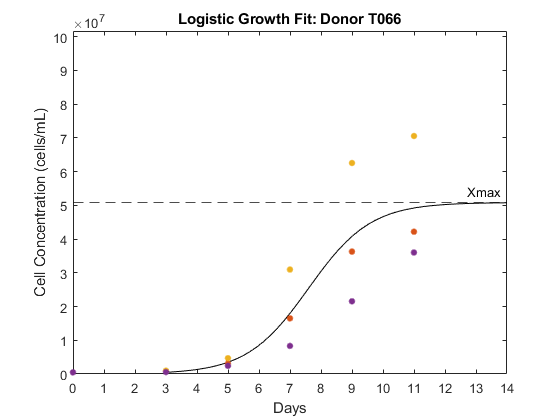 Logistic Growth Fit: Donor T066
×10^7
10
9
8
7
6
5
4
3
2
1
0
Cell Concentration (cells/mL)
Xmax
0 1 2 3 4 5 6 7 8 9 10 11 12 13 14
Days